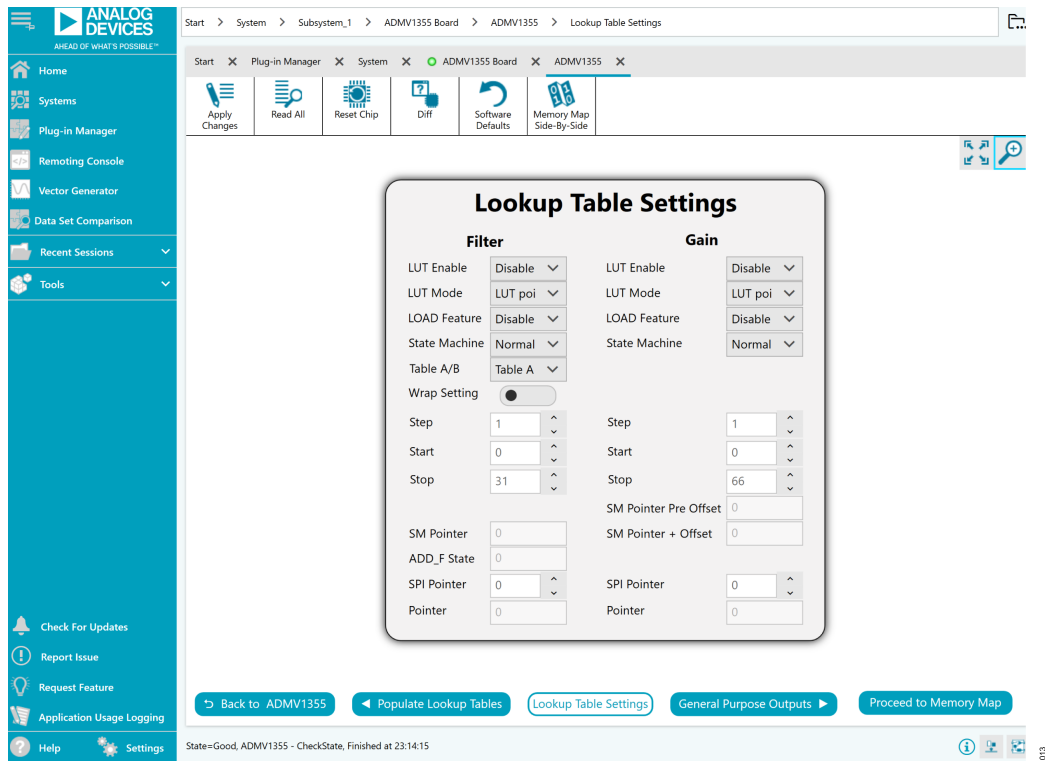 ANALOG
DEVICES
AHEAD OF WHAT'S POSSIBLE™
Home
Systems
Plug-in Manager
Remoting Console
Vector Generator
Data Set Comparison
Recent Sessions
Tools
Check For Updates
Report Issue
Request Feature
Application Usage Logging
Help Settings
Start > System > Subsystem_1 > ADMV1355 Board > ADMV1355 > Lookup Table Settings
Start X Plug-in Manager X System X ADMV1355 Board X ADMV1355 X
Apply Changes
Read All
Reset Chip
Diff
Software Defaults
Memory Map Side-By-Side
Lookup Table Settings
Filter Gain
LUT Enable Disable LUT Enable Disable
LUT Mode LUT poi LUT Mode LUT poi
LOAD Feature Disable LOAD Feature Disable
State Machine Normal State Machine Normal
Table A/B Table A
Wrap Setting
Step 1 Step 1
Start 0 Start 0
Stop 31 Stop 66
SM Pointer Pre Offset 0
SM Pointer 0 SM Pointer + Offset 0
ADD_F State 0
SPI Pointer 0 SPI Pointer 0
Pointer 0 Pointer 0
Back to ADMV1355 Populate Lookup Tables Lookup Table Settings General Purpose Outputs Proceed to Memory Map
State=Good, ADMV1355 - CheckState, Finished at 23:14:15
013